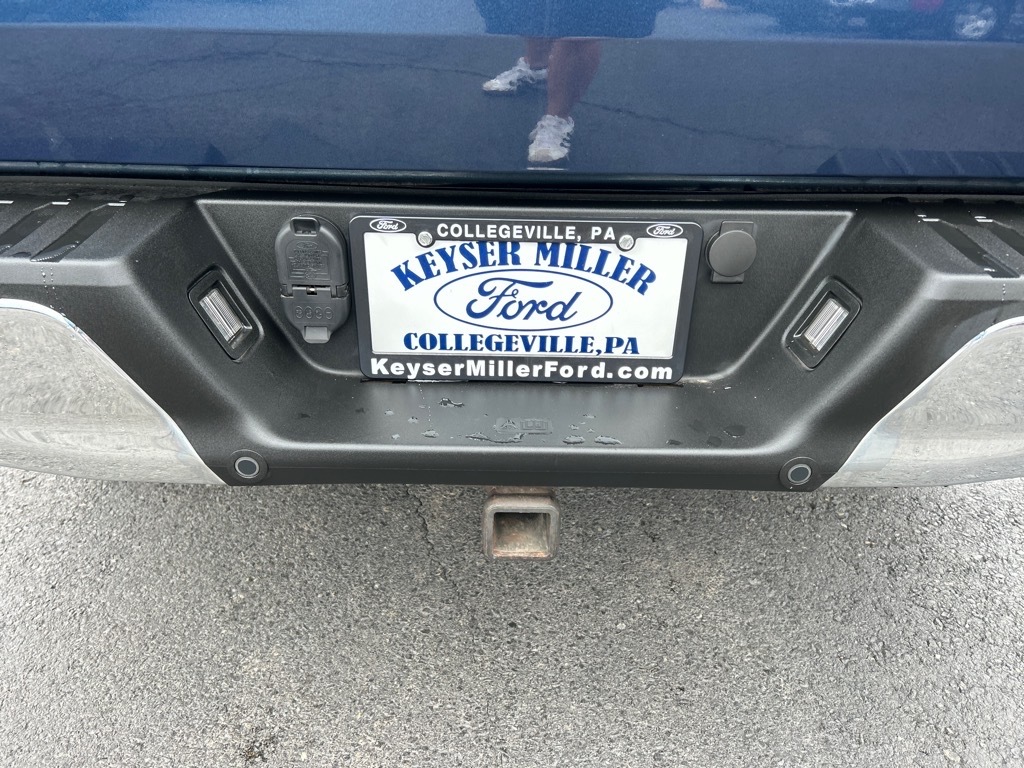 Ford COLLEGEVILLE, PA Ford
KEYSER MILLER
Ford
COLLEGEVILLE,PA
KeyserMillerFord.com